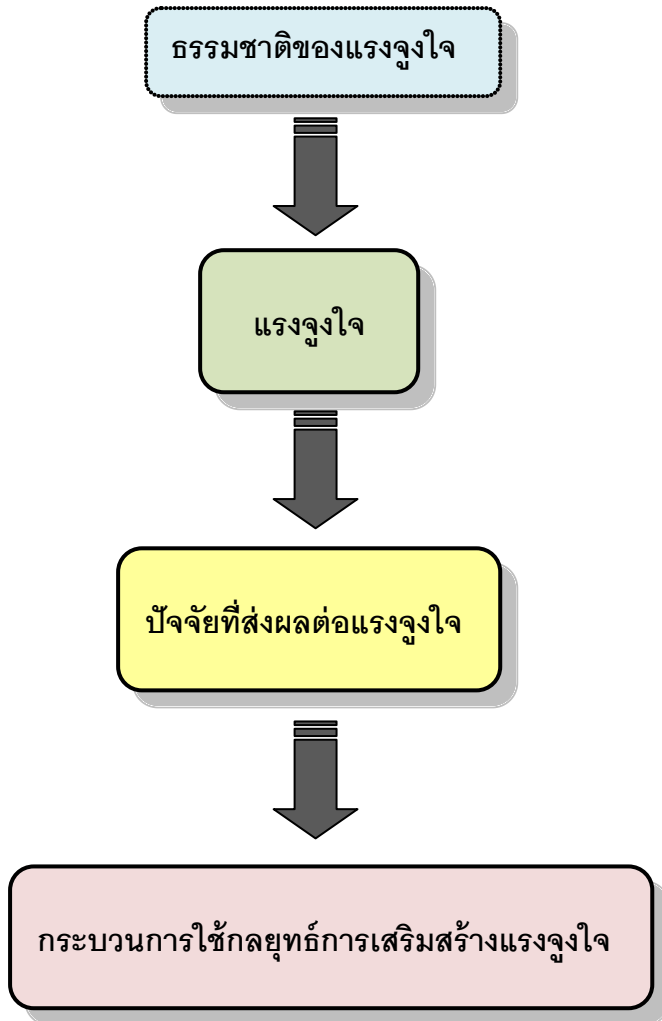 ธรรมชาติของแรงจูงใจ
แรงจูงใจ
ปัจจัยที่ส่งผลต่อแรงจูงใจ
กระบวนการใช้กลยุทธ์การเสริมสร้างแรงจูงใจ